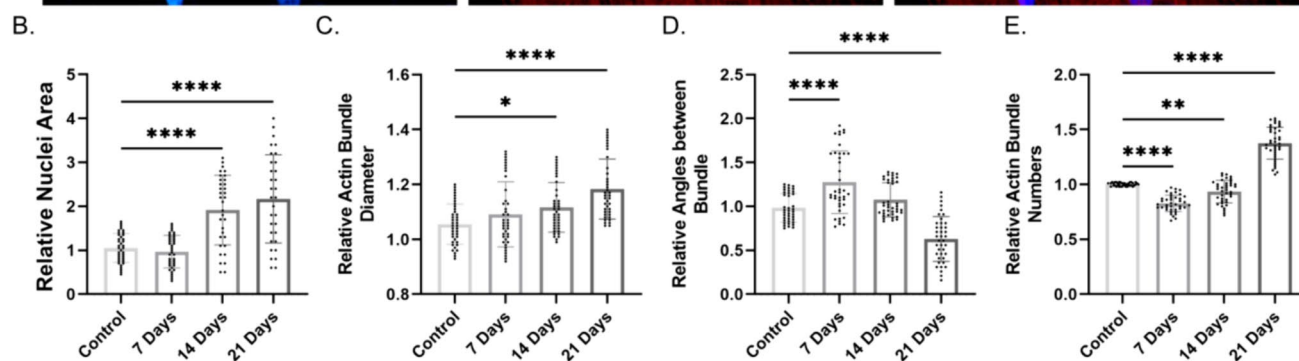 B.
C.
D.
E.
Relative Nuclei Area
5
4
3
2
1
0
****
****
Control
7 Days
14 Days
21 Days
Relative Actin Bundle
Diameter
1.6
1.4
1.2
1.0
0.8
****
*
Control
7 Days
14 Days
21 Days
Relative Angles between
Bundle
2.5
2.0
1.5
1.0
0.5
0.0
****
****
Control
7 Days
14 Days
21 Days
Relative Actin Bundle
Numbers
2.0
1.5
1.0
0.5
0.0
****
**
****
Control
7 Days
14 Days
21 Days